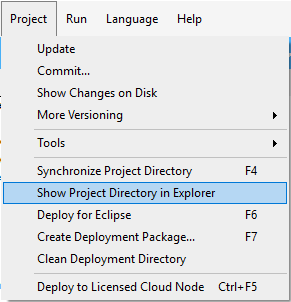 Project Run Language Help
Update
Commit...
Show Changes on Disk
More Versioning
Tools
Synchronize Project Directory F4
Show Project Directory in Explorer
Deploy for Eclipse F6
Create Deployment Package... F7
Clean Deployment Directory
Deploy to Licensed Cloud Node Ctrl+F5